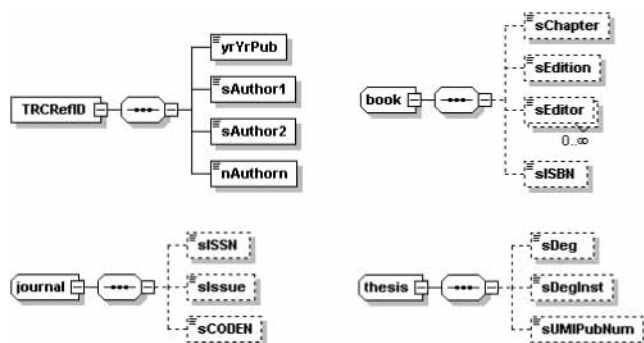 TRCRefID
yrYrPub
sAuthor1
sAuthor2
nAuthorn
book
sChapter
sEdition
sEditor
0..∞
sISBN
journal
sISSN
sIssue
sCODEN
thesis
sDeg
sDegInst
sUMIPubNum